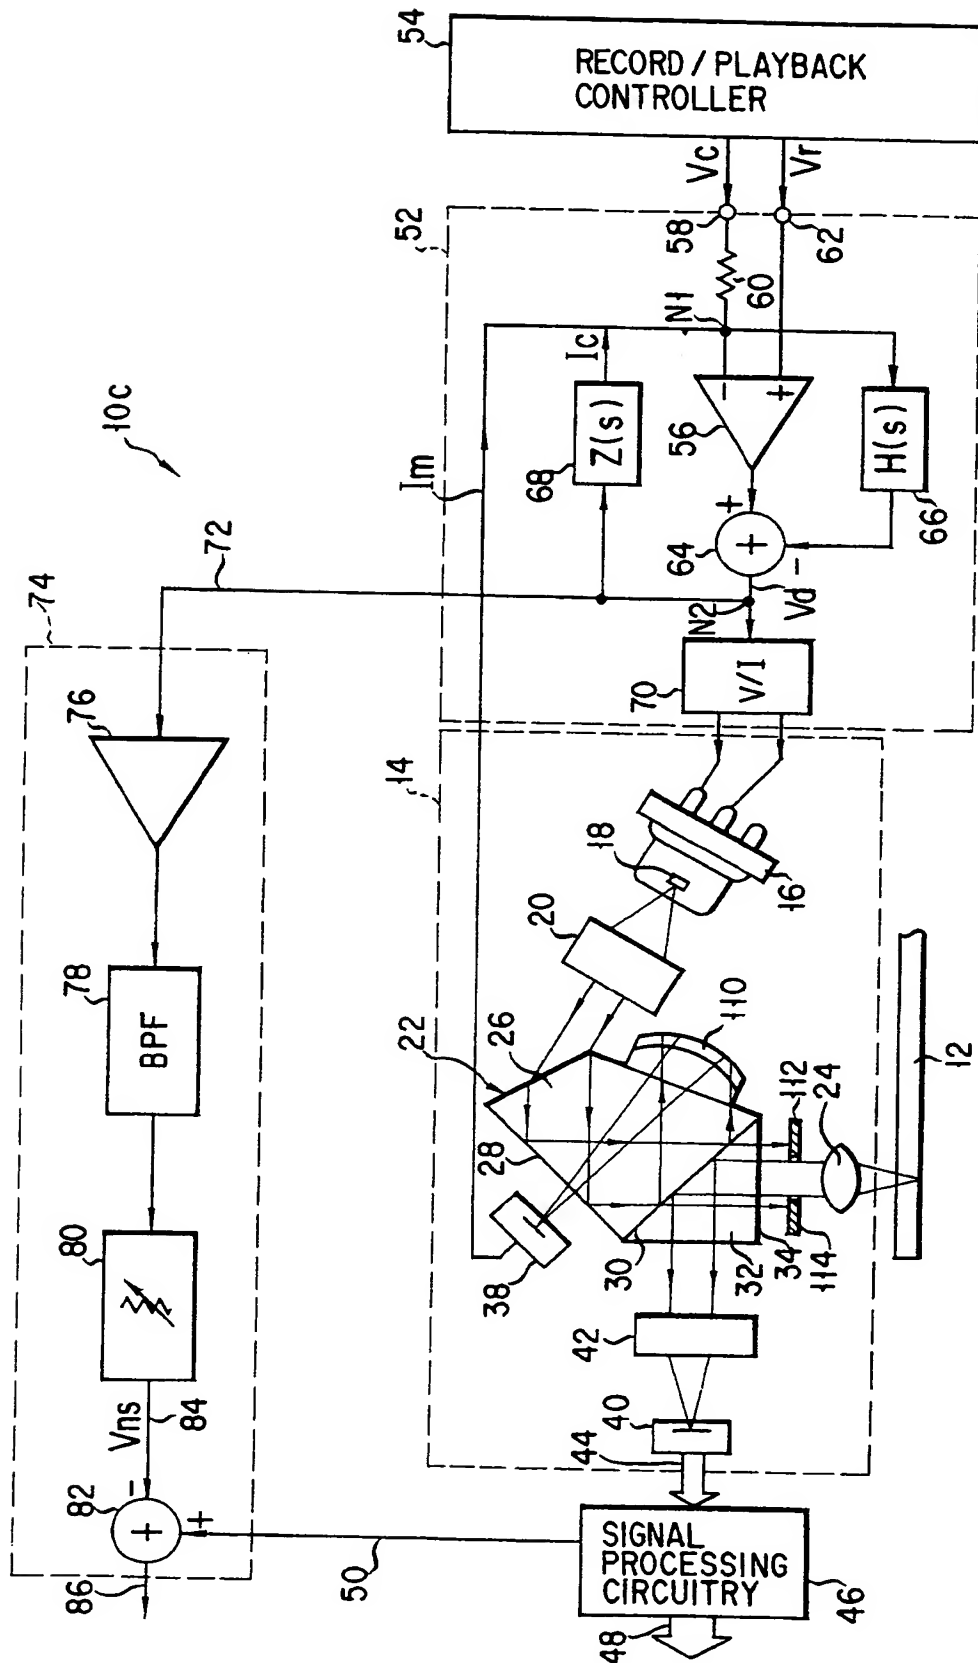 10c
74
72
76
78
BPF
80
Vns
84
82
-
+
+
86
50
54
RECORD / PLAYBACK
CONTROLLER
Vc
Vr
52
58
62
60
N1
Im
Ic
68
Z(s)
-
+
56
H(s)
66
+
64
+
-
Vd
N2
70
V/I
14
18
16
20
22
26
28
110
112
24
12
38
30
32
34
114
42
40
44
SIGNAL
PROCESSING
CIRCUITRY
46
48